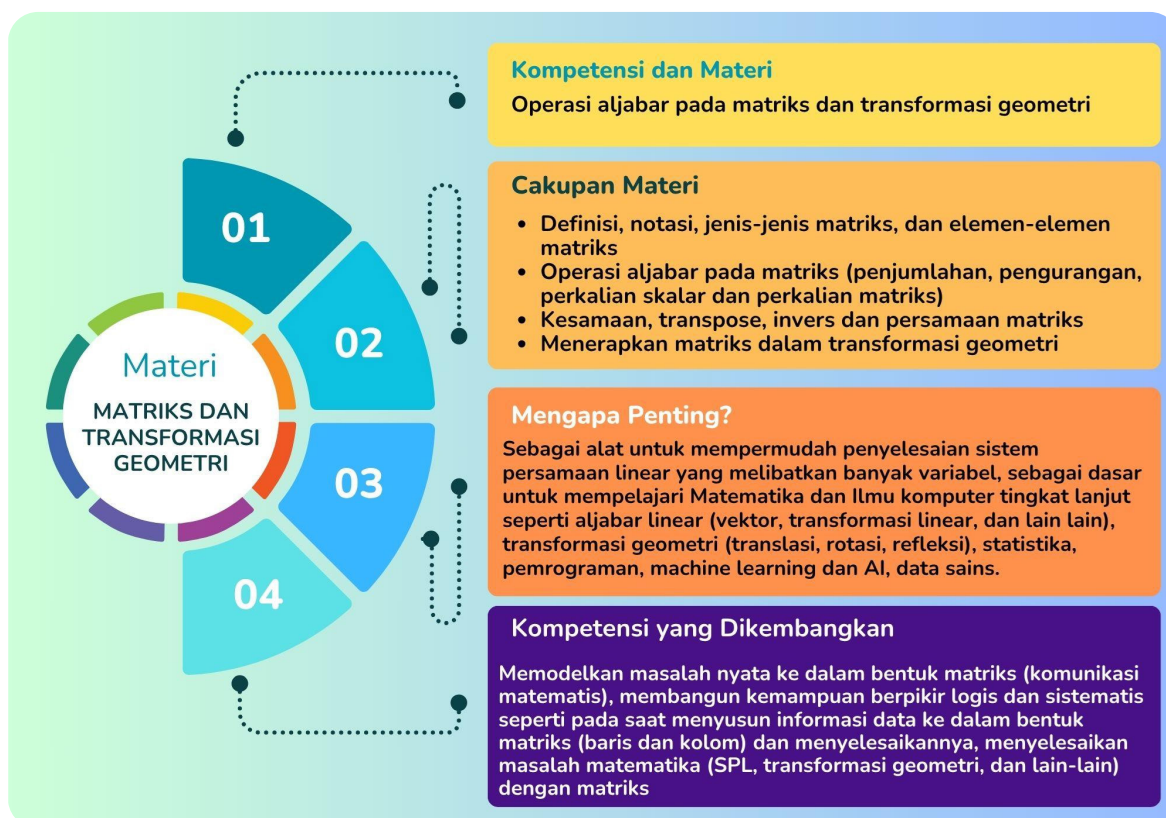 Materi
MATRIKS DAN
TRANSFORMASI
GEOMETRI
01
02
03
04
Kompetensi dan Materi
Operasi aljabar pada matriks dan transformasi geometri
Cakupan Materi
• Definisi, notasi, jenis-jenis matriks, dan elemen-elemen
matriks
• Operasi aljabar pada matriks (penjumlahan, pengurangan,
perkalian skalar dan perkalian matriks)
• Kesamaan, transpose, invers dan persamaan matriks
• Menerapkan matriks dalam transformasi geometri
Mengapa Penting?
Sebagai alat untuk mempermudah penyelesaian sistem
persamaan linear yang melibatkan banyak variabel, sebagai dasar
untuk mempelajari Matematika dan Ilmu komputer tingkat lanjut
seperti aljabar linear (vektor, transformasi linear, dan lain lain),
transformasi geometri (translasi, rotasi, refleksi), statistika,
pemrograman, machine learning dan AI, data sains.
Kompetensi yang Dikembangkan
Memodelkan masalah nyata ke dalam bentuk matriks (komunikasi
matematis), membangun kemampuan berpikir logis dan sistematis
seperti pada saat menyusun informasi data ke dalam bentuk
matriks (baris dan kolom) dan menyelesaikannya, menyelesaikan
masalah matematika (SPL, transformasi geometri, dan lain-lain)
dengan matriks